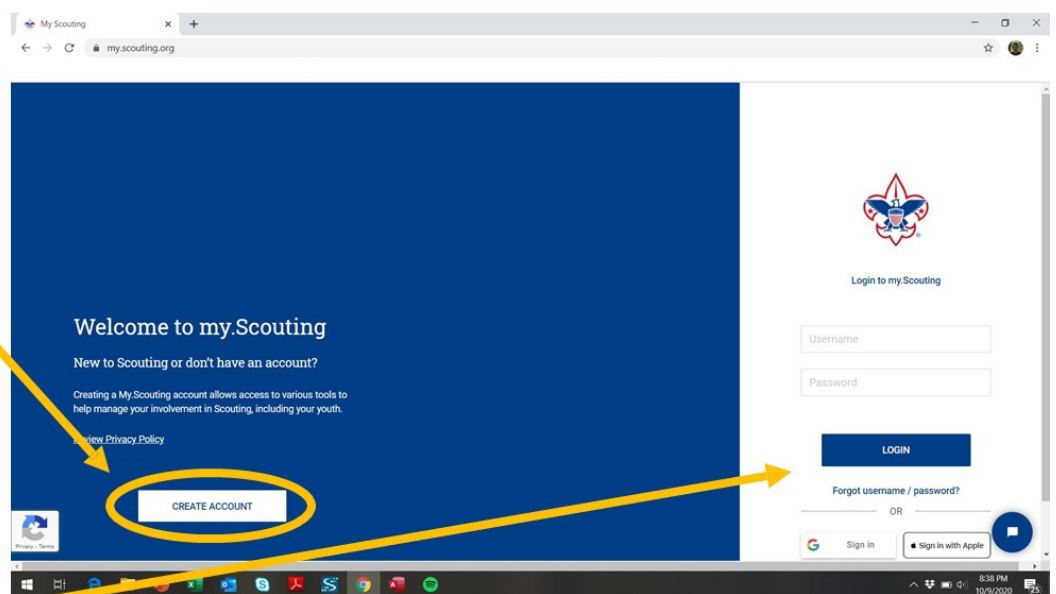 My Scouting
my.scouting.org
Welcome to my.Scouting
New to Scouting or don't have an account?
Creating a My.Scouting account allows access to various tools to
help manage your involvement in Scouting, including your youth.
Privacy Policy
CREATE ACCOUNT
Privacy - Terms
Login to my.Scouting
Username
Password
LOGIN
Forgot username / password?
OR
Sign in
Sign in with Apple
8:38 PM
10/9/2020
25